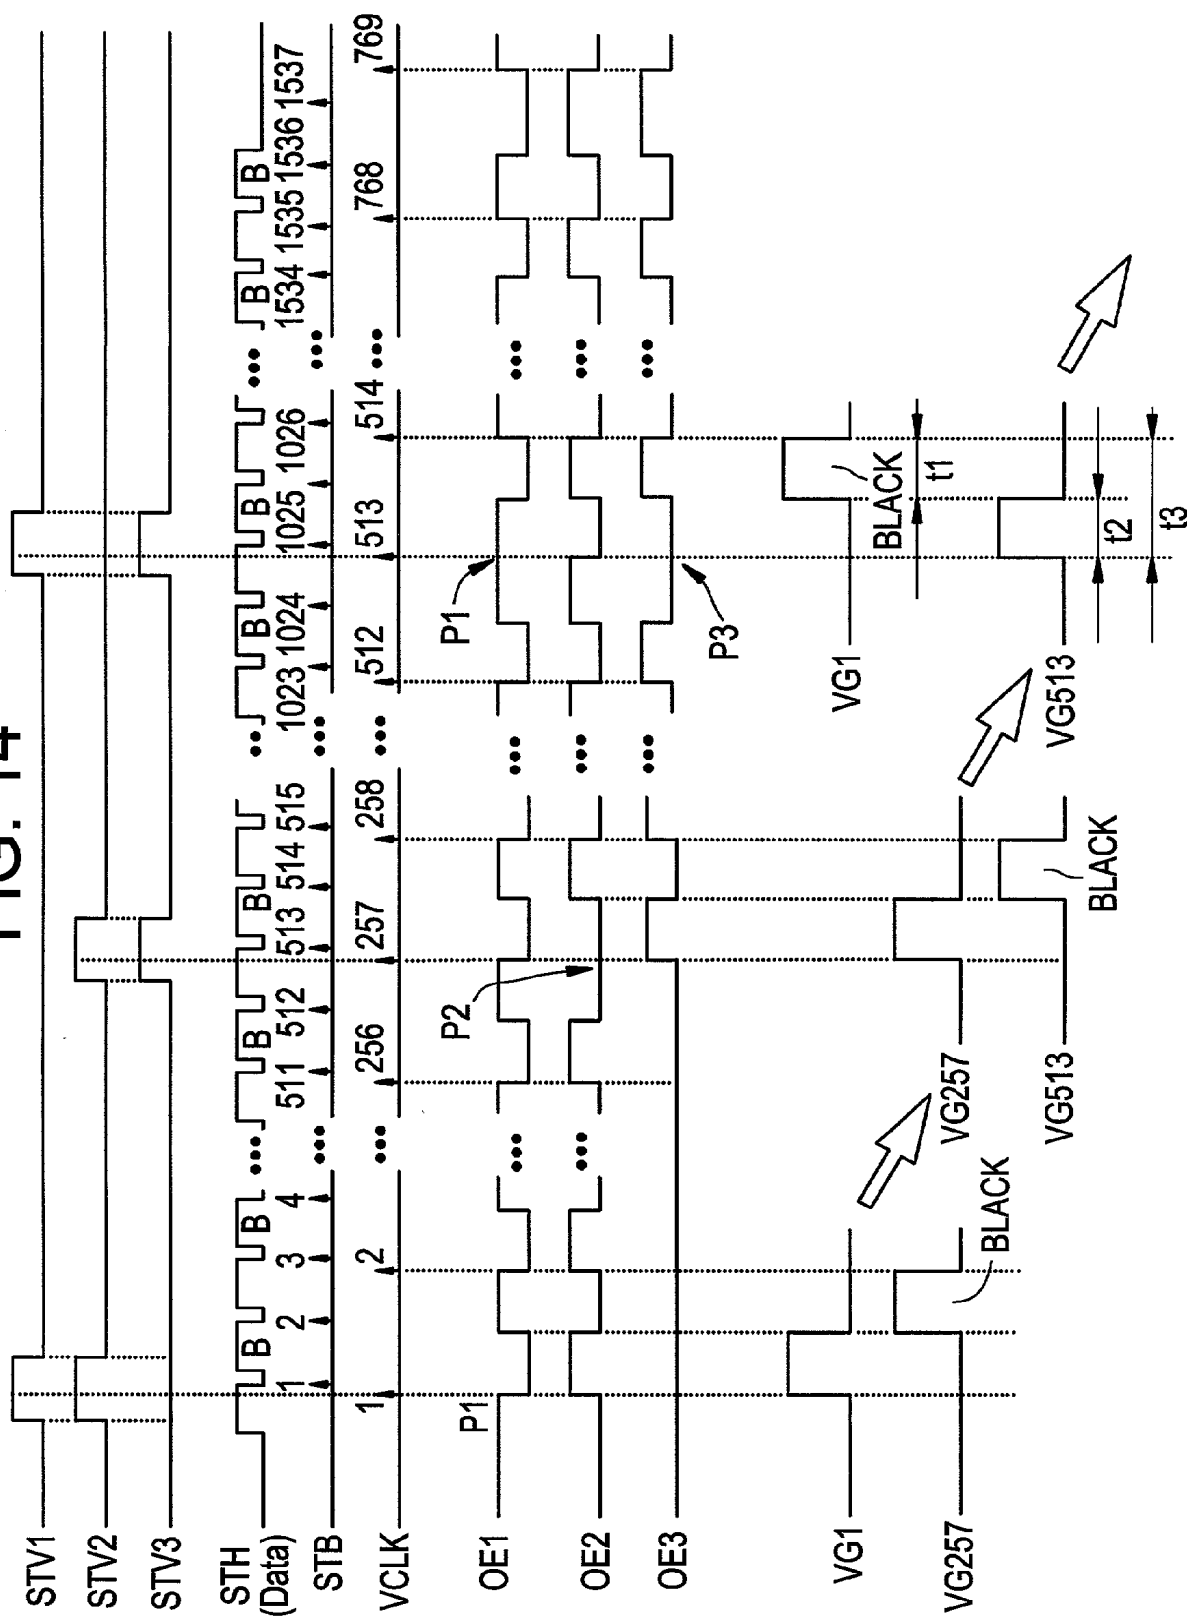 FIG. 14
STV1
STV2
STV3
STH
(Data)
B B ••• B B ••• B B ••• B B
STB
1 2 3 4 ••• 511 512 513 514 515 ••• 1023 1024 1025 1026 ••• 1534 1535 1536 1537
VCLK
1 2 ••• 256 257 258 ••• 512 513 514 ••• 768 769
OE1
P1 ••• ••• P1 •••
OE2
••• P2 ••• •••
OE3
••• P3 •••
VG1
VG1
BLACK
t1
VG257
BLACK
VG257
VG513
BLACK
VG513
t2
t3